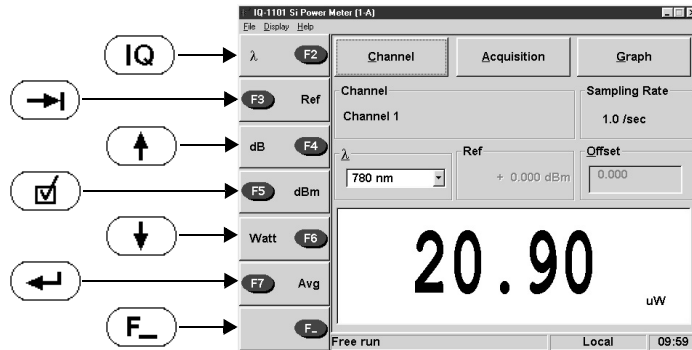 IQ-1101 Si Power Meter (1-A)
File Display Help
IQ
λ F2
F3 Ref
dB F4
F5 dBm
Watt F6
F7 Avg
F_
F_
Channel Acquisition Graph
Channel
Channel 1
Sampling Rate
1.0 /sec
λ
780 nm
Ref
+ 0.000 dBm
Offset
0.000
20.90
uW
Free run Local 09:59